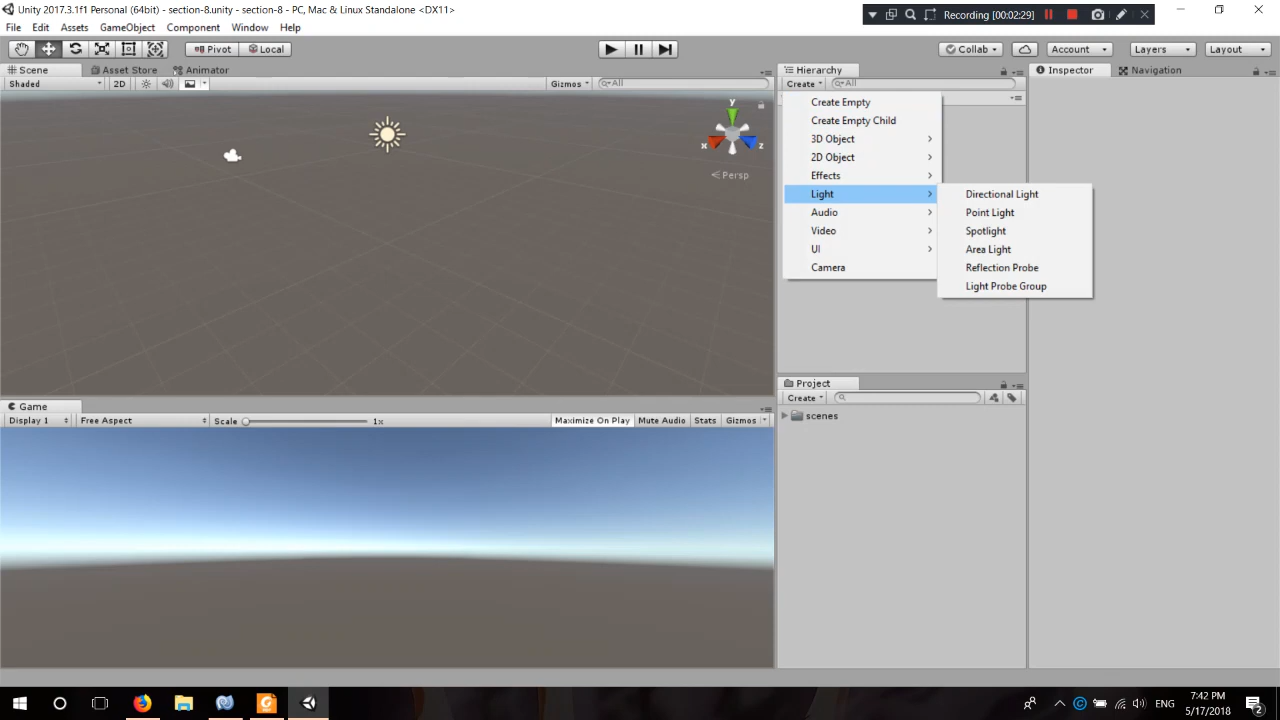 Unity 2017.3.1f1 Personal (64bit) - section-8.unity - section-8 - PC, Mac & Linux Standalone <DX11>
Recording [00:02:29]
File Edit Assets GameObject Component Window Help
Pivot Local
Collab Account Layers Layout
Scene Asset Store Animator
Shaded 2D Gizmos All
x y z
Persp
Game
Display 1 Free Aspect Scale 1x Maximize On Play Mute Audio Stats Gizmos
Hierarchy
Create All
Create Empty
Create Empty Child
3D Object
2D Object
Effects
Light
Audio
Video
UI
Camera
Directional Light
Point Light
Spotlight
Area Light
Reflection Probe
Light Probe Group
Project
Create
scenes
Inspector Navigation
ENG
7:42 PM
5/17/2018
2